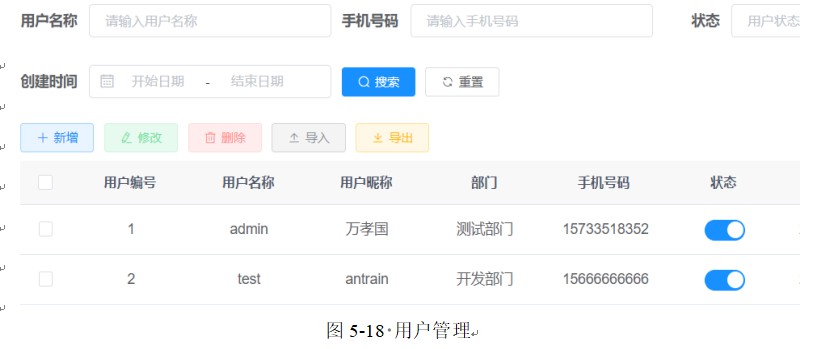 用户名称 请输入用户名称 手机号码 请输入手机号码 状态 用户状态
创建时间 开始日期 - 结束日期 搜索 重置
新增 修改 删除 导入 导出
用户编号 用户名称 用户昵称 部门 手机号码 状态
1 admin 万孝国 测试部门 15733518352
2 test antrain 开发部门 15666666666
图 5-18 用户管理